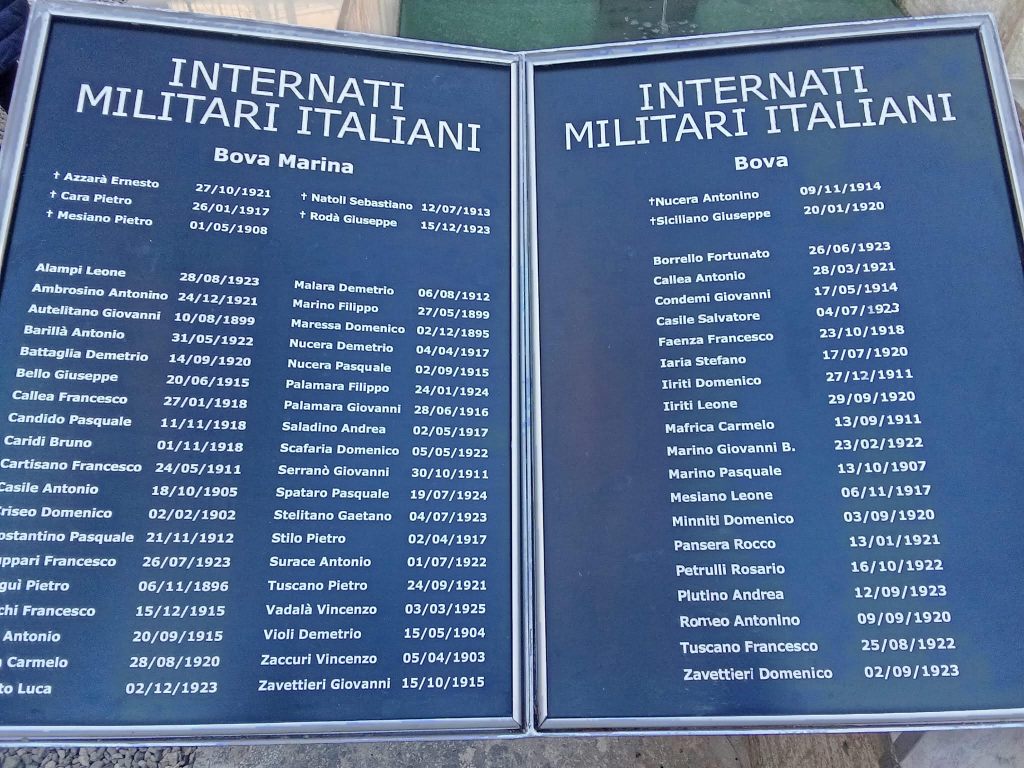 INTERNATI
MILITARI ITALIANI
Bova Marina
† Azzarà Ernesto 27/10/1921
† Cara Pietro 26/01/1917
† Mesiano Pietro 01/05/1908
† Natoli Sebastiano 12/07/1913
† Rodà Giuseppe 15/12/1923
Alampi Leone 28/08/1923
Ambrosino Antonino 24/12/1921
Autelitano Giovanni 10/08/1899
Barillà Antonio 31/05/1922
Battaglia Demetrio 14/09/1920
Bello Giuseppe 20/06/1915
Callea Francesco 27/01/1918
Candido Pasquale 11/11/1918
Caridi Bruno 01/11/1918
Cartisano Francesco 24/05/1911
Casile Antonio 18/10/1905
Criseo Domenico 02/02/1902
ostantino Pasquale 21/11/1912
uppari Francesco 26/07/1923
guì Pietro 06/11/1896
chi Francesco 15/12/1915
Antonio 20/09/1915
Carmelo 28/08/1920
to Luca 02/12/1923
Malara Demetrio 06/08/1912
Marino Filippo 27/05/1899
Maressa Domenico 02/12/1895
Nucera Demetrio 04/04/1917
Nucera Pasquale 02/09/1915
Palamara Filippo 24/01/1924
Palamara Giovanni 28/06/1916
Saladino Andrea 02/05/1917
Scafaria Domenico 05/05/1922
Serranò Giovanni 30/10/1911
Spataro Pasquale 19/07/1924
Stelitano Gaetano 04/07/1923
Stilo Pietro 02/04/1917
Surace Antonio 01/07/1922
Tuscano Pietro 24/09/1921
Vadalà Vincenzo 03/03/1925
Violi Demetrio 15/05/1904
Zaccuri Vincenzo 05/04/1903
Zavettieri Giovanni 15/10/1915
INTERNATI
MILITARI ITALIANI
Bova
†Nucera Antonino 09/11/1914
†Siciliano Giuseppe 20/01/1920
Borrello Fortunato 26/06/1923
Callea Antonio 28/03/1921
Condemi Giovanni 17/05/1914
Casile Salvatore 04/07/1923
Faenza Francesco 23/10/1918
Iaria Stefano 17/07/1920
Iiriti Domenico 27/12/1911
Iiriti Leone 29/09/1920
Mafrica Carmelo 13/09/1911
Marino Giovanni B. 23/02/1922
Marino Pasquale 13/10/1907
Mesiano Leone 06/11/1917
Minniti Domenico 03/09/1920
Pansera Rocco 13/01/1921
Petrulli Rosario 16/10/1922
Plutino Andrea 12/09/1923
Romeo Antonino 09/09/1920
Tuscano Francesco 25/08/1922
Zavettieri Domenico 02/09/1923